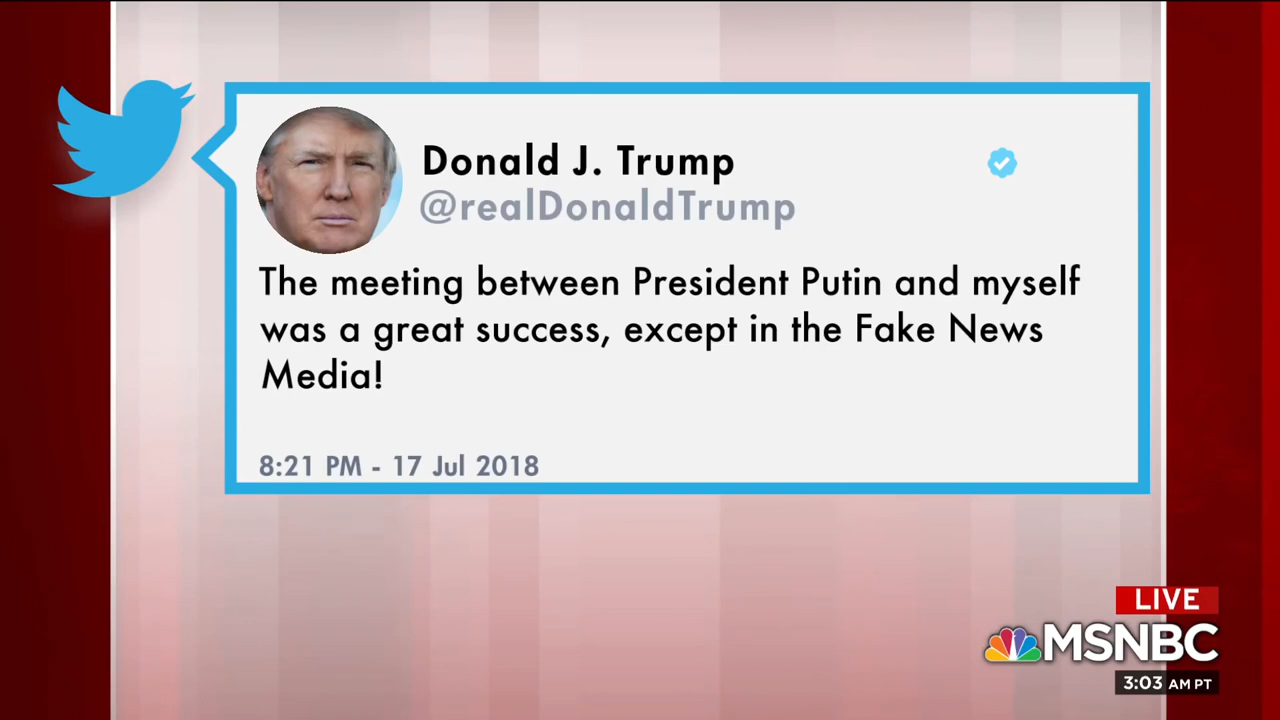 Donald J. Trump
@realDonaldTrump
The meeting between President Putin and myself
was a great success, except in the Fake News
Media!
8:21 PM - 17 Jul 2018
LIVE
MSNBC
3:03 AM PT